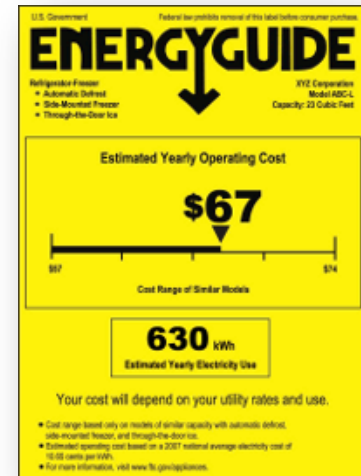 U.S. Government Federal law prohibits removal of this label before consumer purchase.
ENERGYGUIDE
Refrigerator-Freezer
• Automatic Defrost
• Side-Mounted Freezer
• Through-the-Door Ice
XYZ Corporation
Model ABC-L
Capacity: 23 Cubic Feet
Estimated Yearly Operating Cost
$67
$57 $74
Cost Range of Similar Models
630 kWh
Estimated Yearly Electricity Use
Your cost will depend on your utility rates and use.
• Cost range based only on models of similar capacity with automatic defrost,
side-mounted freezer, and through-the-door ice.
• Estimated operating cost based on a 2007 national average electricity cost of
10.65 cents per kWh.
• For more information, visit www.ftc.gov/appliances.